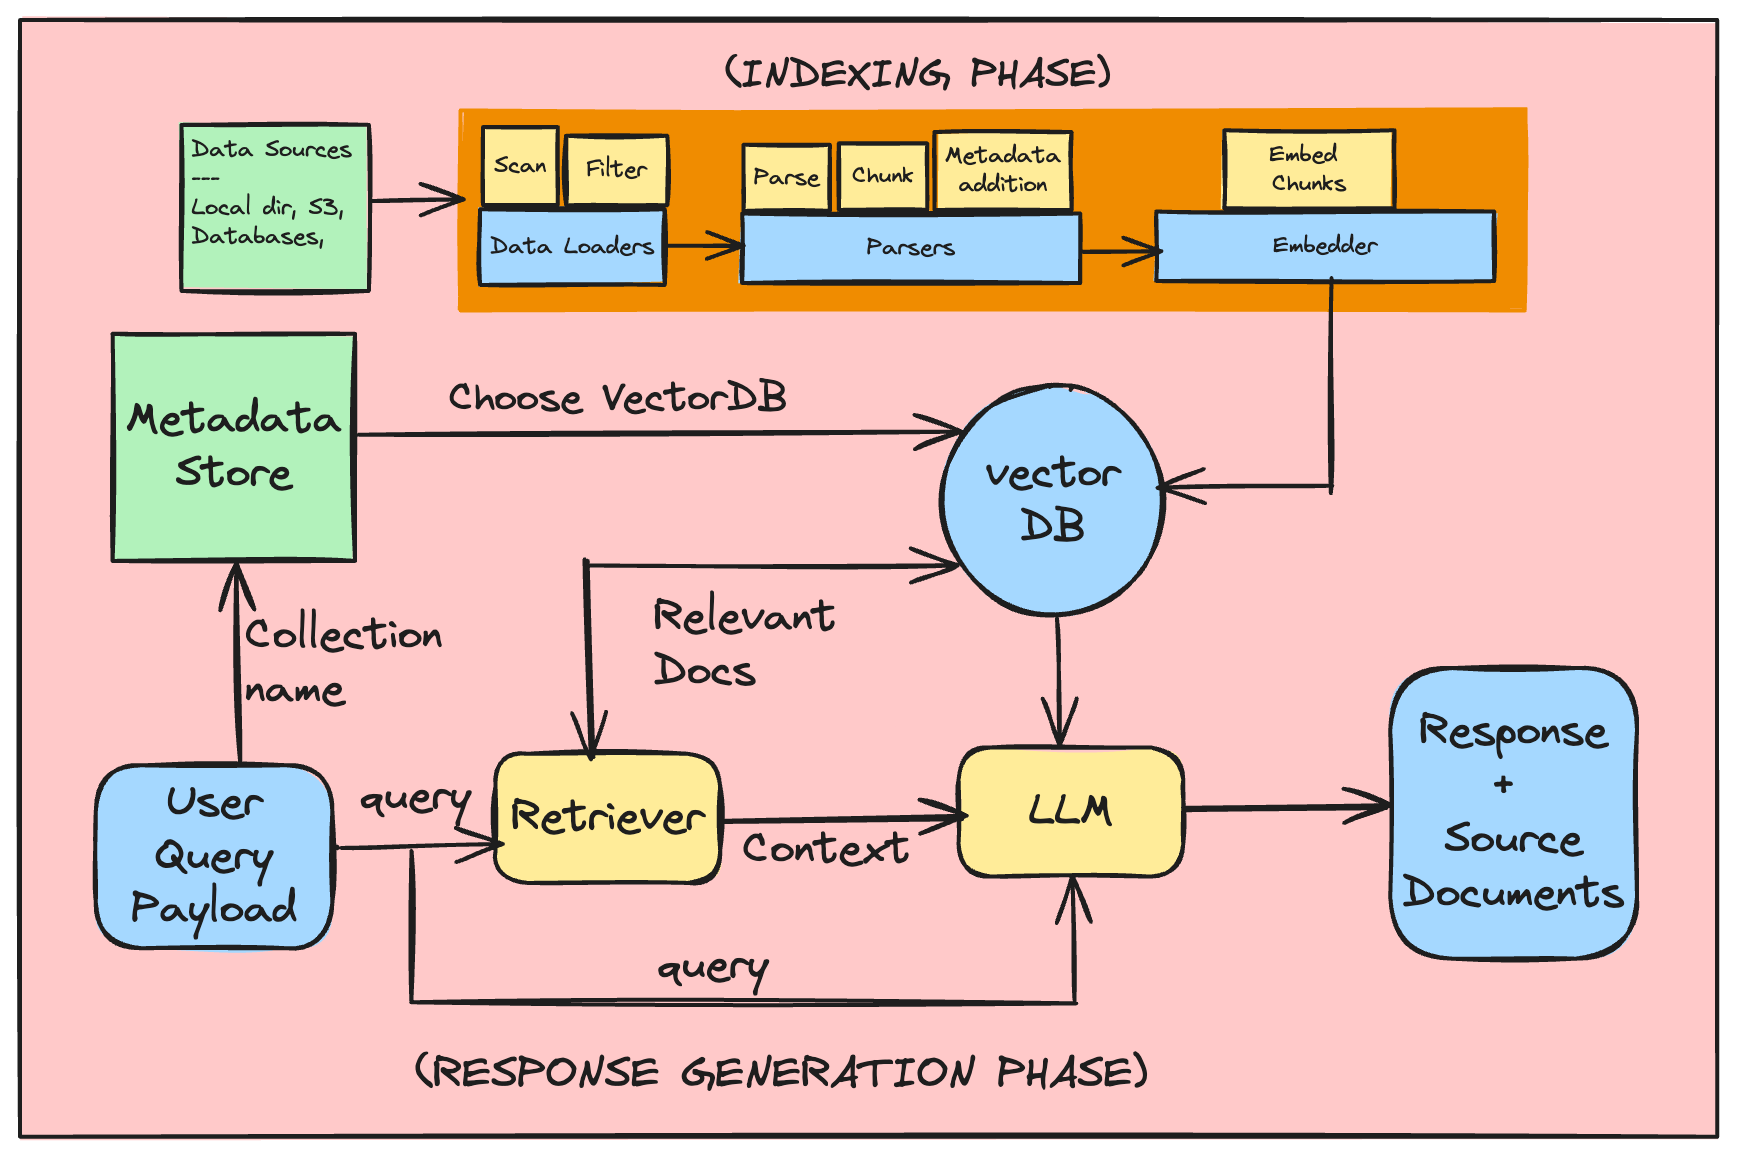 (INDEXING PHASE)
Data Sources
---
Local dir, S3,
Databases,
Scan
Filter
Data Loaders
Parse
Chunk
Metadata
addition
Parsers
Embed
Chunks
Embedder
Metadata
Store
Choose VectorDB
vector
DB
Relevant
Docs
Collection
name
User
Query
Payload
query
Retriever
Context
LLM
query
Response
+
Source
Documents
(RESPONSE GENERATION PHASE)